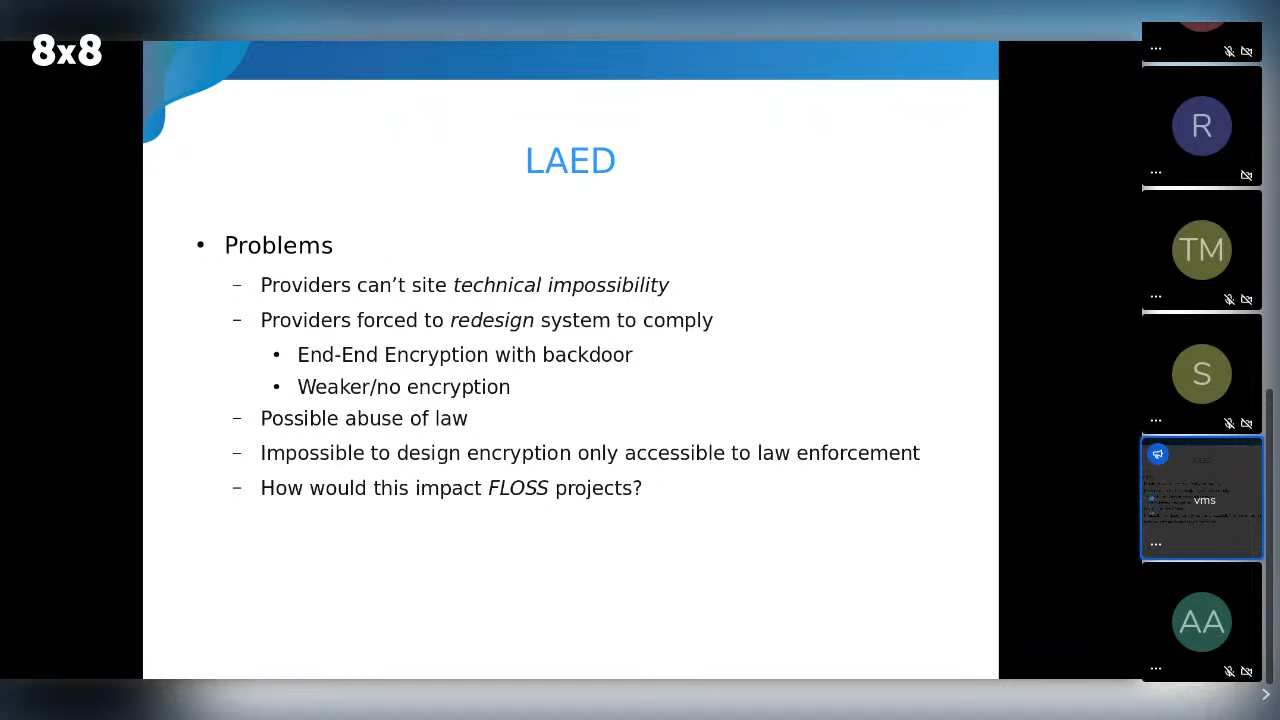 8x8
LAED
• Problems
– Providers can't site technical impossibility
– Providers forced to redesign system to comply
• End-End Encryption with backdoor
• Weaker/no encryption
– Possible abuse of law
– Impossible to design encryption only accessible to law enforcement
– How would this impact FLOSS projects?
R
TM
S
vms
AA